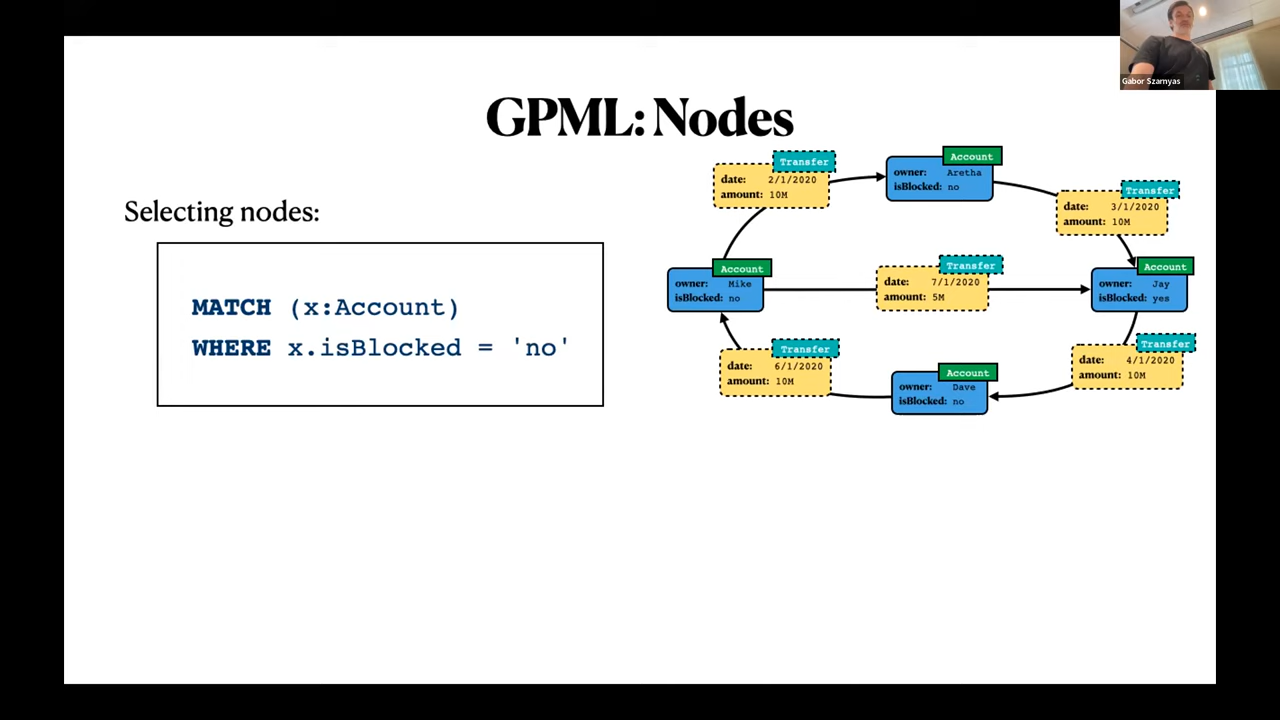 Gabor Szarnyas
GPML: Nodes
Selecting nodes:
MATCH (x:Account)
WHERE x.isBlocked = 'no'
Transfer
date: 2/1/2020
amount: 10M
Account
owner: Aretha
isBlocked: no
Transfer
date: 3/1/2020
amount: 10M
Account
owner: Mike
isBlocked: no
Transfer
date: 7/1/2020
amount: 5M
Account
owner: Jay
isBlocked: yes
Transfer
date: 6/1/2020
amount: 10M
Account
owner: Dave
isBlocked: no
Transfer
date: 4/1/2020
amount: 10M